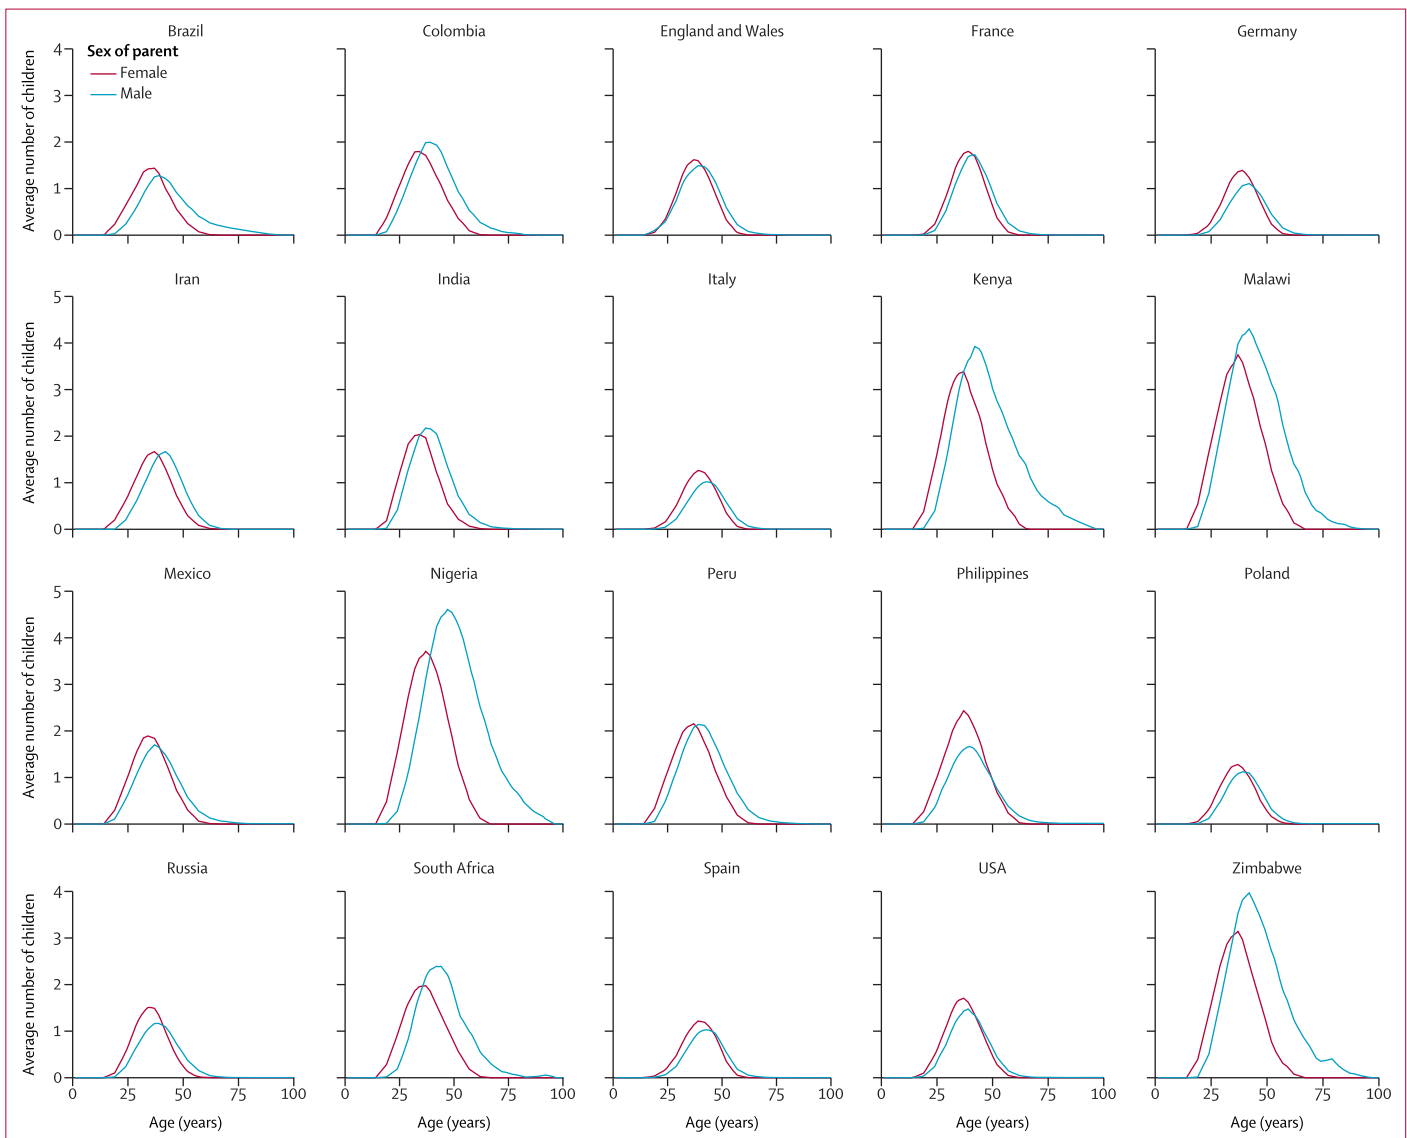 Brazil Colombia England and Wales France Germany
Sex of parent
Female
Male
Average number of children
4
3
2
1
0
Iran India Italy Kenya Malawi
Average number of children
5
4
3
2
1
0
Mexico Nigeria Peru Philippines Poland
Average number of children
5
4
3
2
1
0
Russia South Africa Spain USA Zimbabwe
Average number of children
4
3
2
1
0
0 25 50 75 100 0 25 50 75 100 0 25 50 75 100 0 25 50 75 100 0 25 50 75 100
Age (years) Age (years) Age (years) Age (years) Age (years)